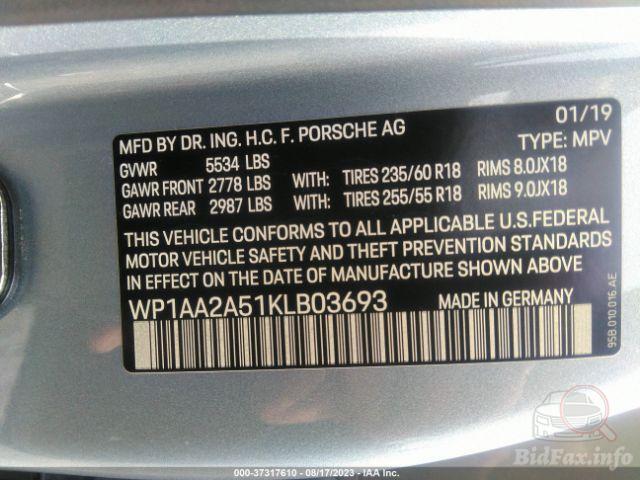 01/19
MFD BY DR. ING. H.C. F. PORSCHE AG
TYPE: MPV
GVWR 5534 LBS
GAWR FRONT 2778 LBS WITH: TIRES 235/60 R18 RIMS 8.0JX18
GAWR REAR 2987 LBS WITH: TIRES 255/55 R18 RIMS 9.0JX18
THIS VEHICLE CONFORMS TO ALL APPLICABLE U.S.FEDERAL
MOTOR VEHICLE SAFETY AND THEFT PREVENTION STANDARDS
IN EFFECT ON THE DATE OF MANUFACTURE SHOWN ABOVE
WP1AA2A51KLB03693 MADE IN GERMANY
95B.010.016.AE
BidFax.info
000-37317610 - 08/17/2023 - IAA Inc.